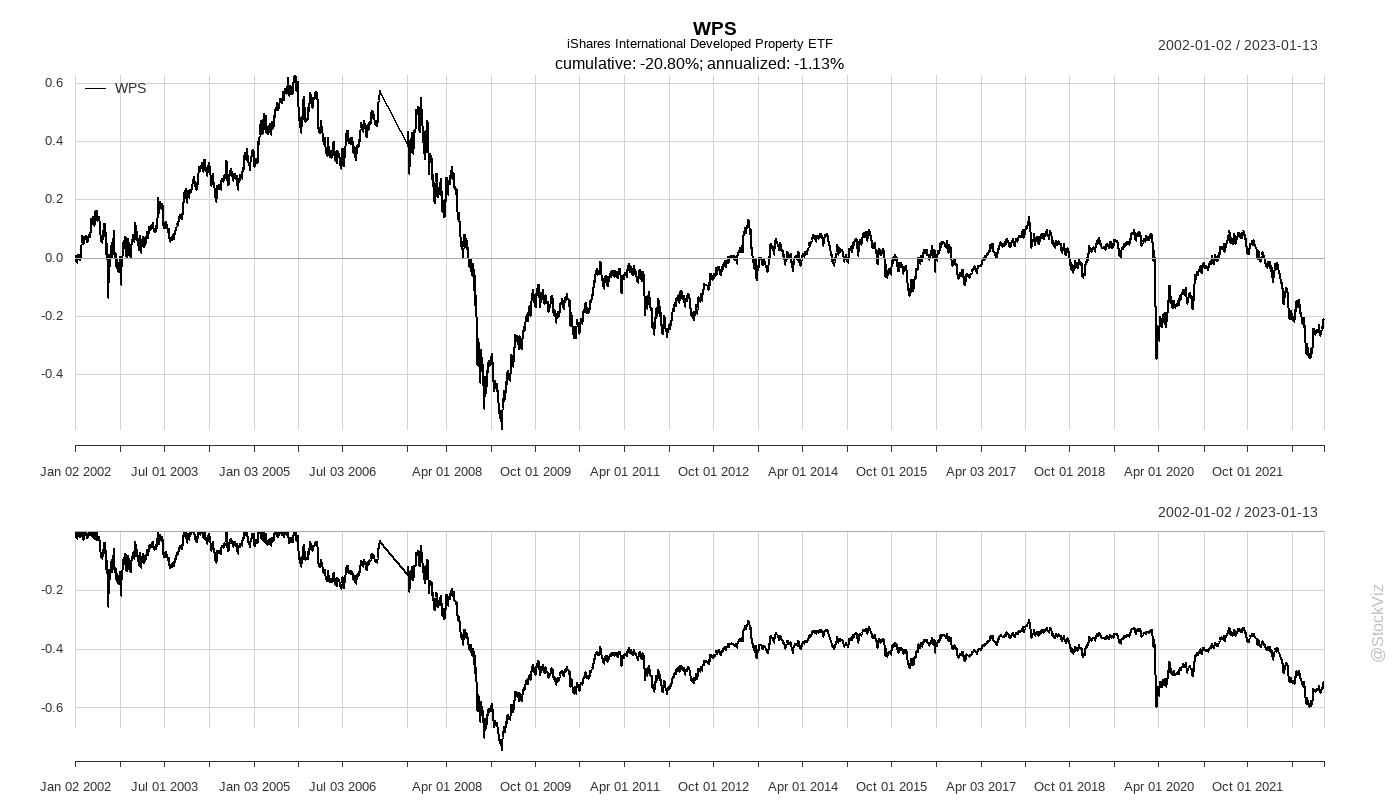 WPS
iShares International Developed Property ETF
cumulative: -20.80%; annualized: -1.13%
2002-01-02 / 2023-01-13
WPS
0.6
0.4
0.2
0.0
-0.2
-0.4
Jan 02 2002 Jul 01 2003 Jan 03 2005 Jul 03 2006 Apr 01 2008 Oct 01 2009 Apr 01 2011 Oct 01 2012 Apr 01 2014 Oct 01 2015 Apr 03 2017 Oct 01 2018 Apr 01 2020 Oct 01 2021
2002-01-02 / 2023-01-13
-0.2
-0.4
-0.6
Jan 02 2002 Jul 01 2003 Jan 03 2005 Jul 03 2006 Apr 01 2008 Oct 01 2009 Apr 01 2011 Oct 01 2012 Apr 01 2014 Oct 01 2015 Apr 03 2017 Oct 01 2018 Apr 01 2020 Oct 01 2021
@StockViz